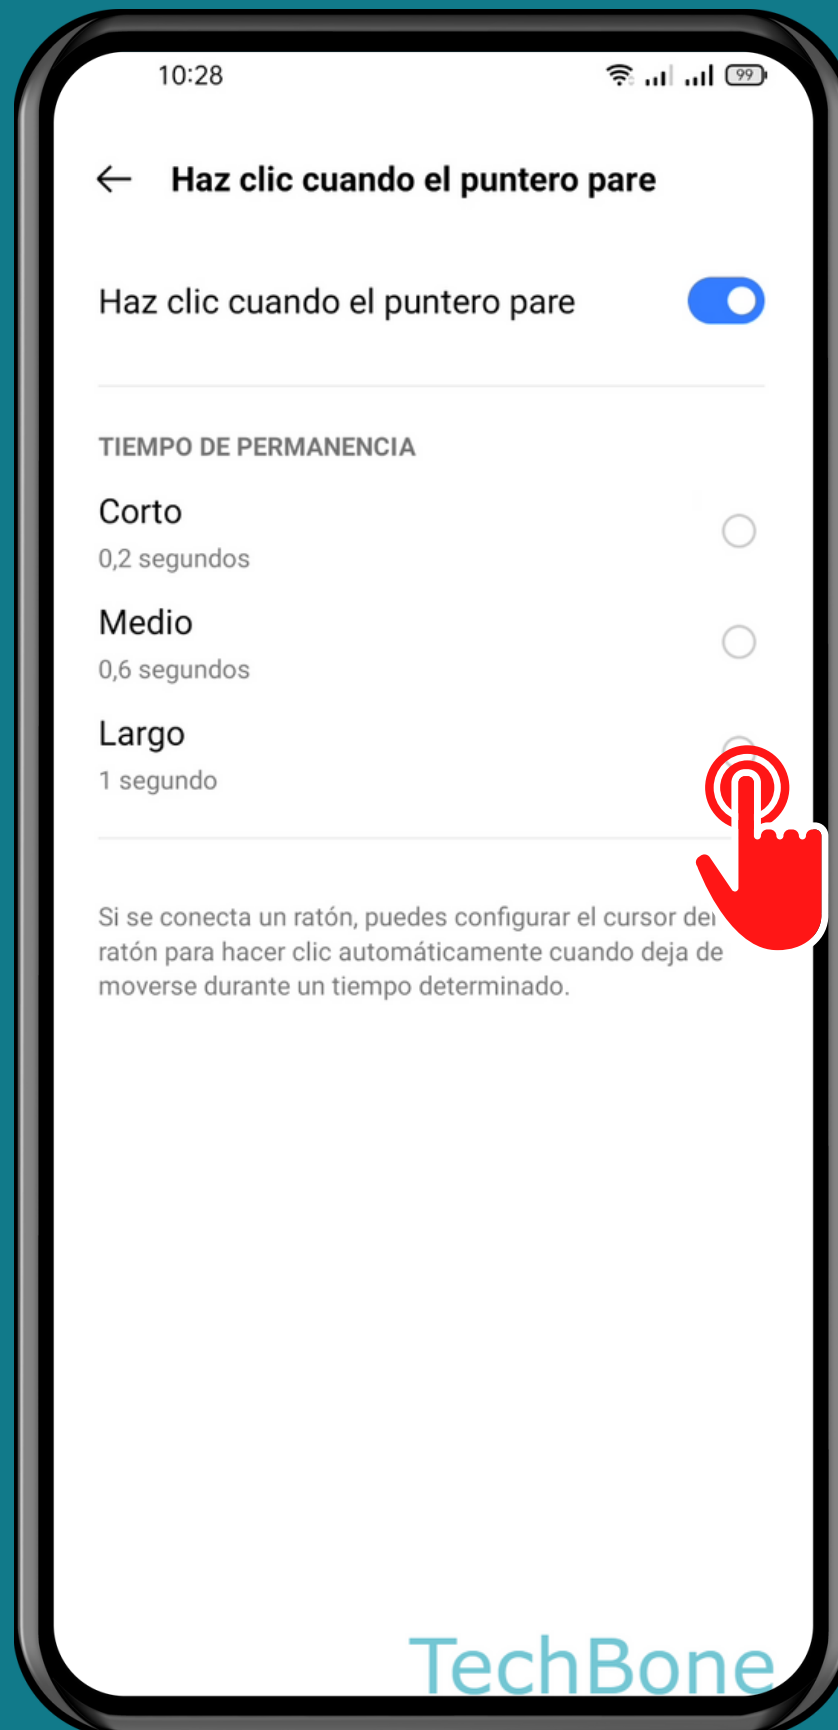 10:28
99
Haz clic cuando el puntero pare
Haz clic cuando el puntero pare
TIEMPO DE PERMANENCIA
Corto
0,2 segundos
Medio
0,6 segundos
Largo
1 segundo
Si se conecta un ratón, puedes configurar el cursor del
ratón para hacer clic automáticamente cuando deja de
moverse durante un tiempo determinado.
TechBone